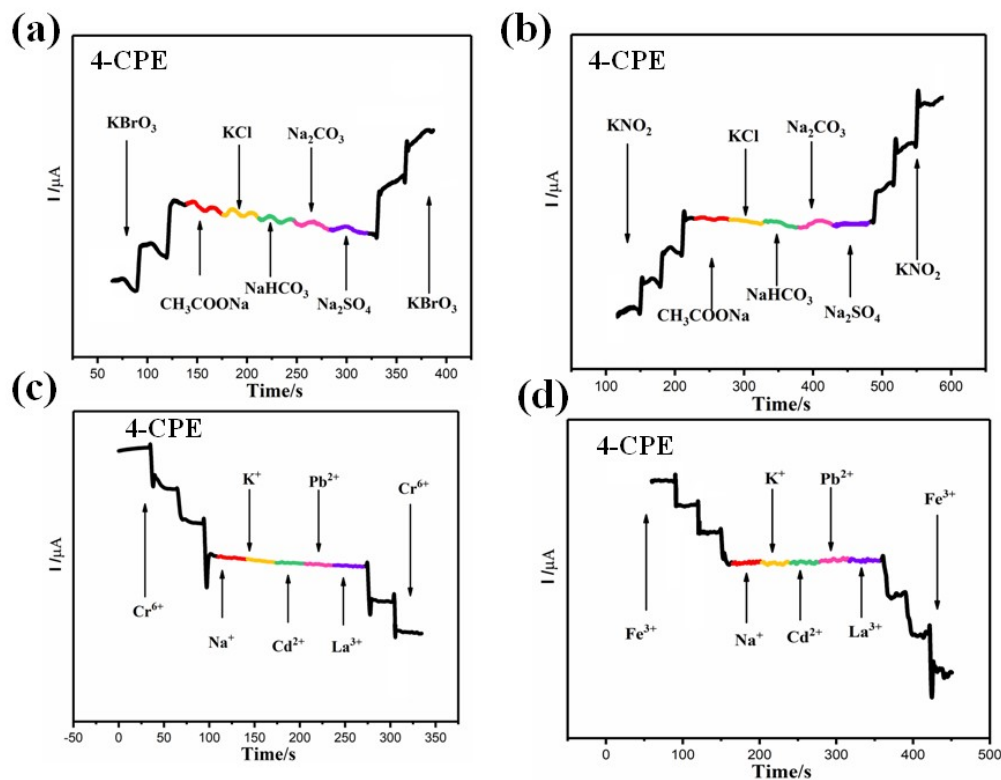 (a)
4-CPE
KBrO₃
KCl
Na₂CO₃
I /μA
CH₃COONa
NaHCO₃
Na₂SO₄
KBrO₃
50 100 150 200 250 300 350 400
Time/s
(b)
4-CPE
KNO₂
KCl
Na₂CO₃
I /μA
CH₃COONa
NaHCO₃
Na₂SO₄
KNO₂
100 200 300 400 500 600
Time/s
(c)
4-CPE
K⁺
Pb²⁺
Cr⁶⁺
I /μA
Cr⁶⁺
Na⁺
Cd²⁺
La³⁺
-50 0 50 100 150 200 250 300 350
Time/s
(d)
4-CPE
K⁺
Pb²⁺
Fe³⁺
I /μA
Fe³⁺
Na⁺
Cd²⁺
La³⁺
0 100 200 300 400 500
Time/s